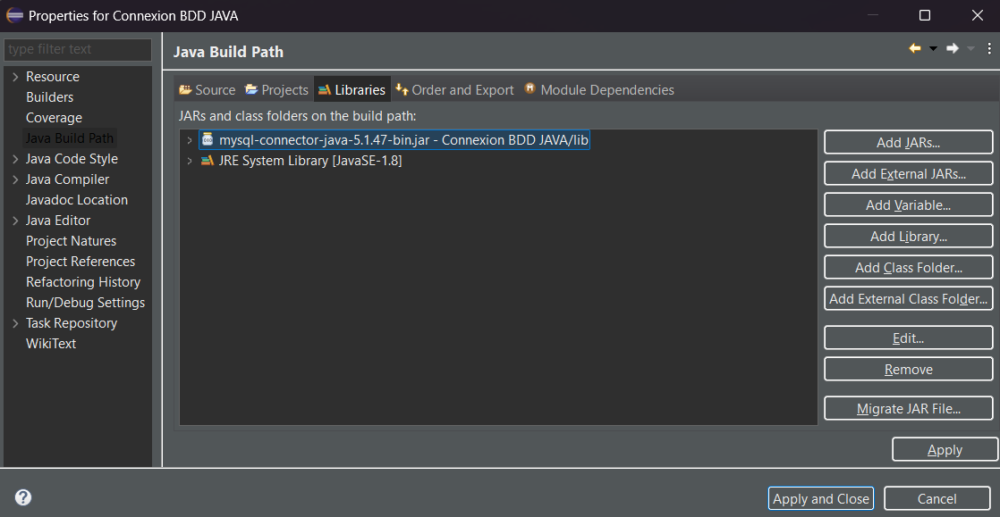 Properties for Connexion BDD JAVA
type filter text
Resource
Builders
Coverage
Java Build Path
Java Code Style
Java Compiler
Javadoc Location
Java Editor
Project Natures
Project References
Refactoring History
Run/Debug Settings
Task Repository
WikiText
Java Build Path
Source Projects Libraries Order and Export Module Dependencies
JARs and class folders on the build path:
mysql-connector-java-5.1.47-bin.jar - Connexion BDD JAVA/lib
JRE System Library [JavaSE-1.8]
Add JARs...
Add External JARs...
Add Variable...
Add Library...
Add Class Folder...
Add External Class Folder...
Edit...
Remove
Migrate JAR File...
Apply
Apply and Close Cancel